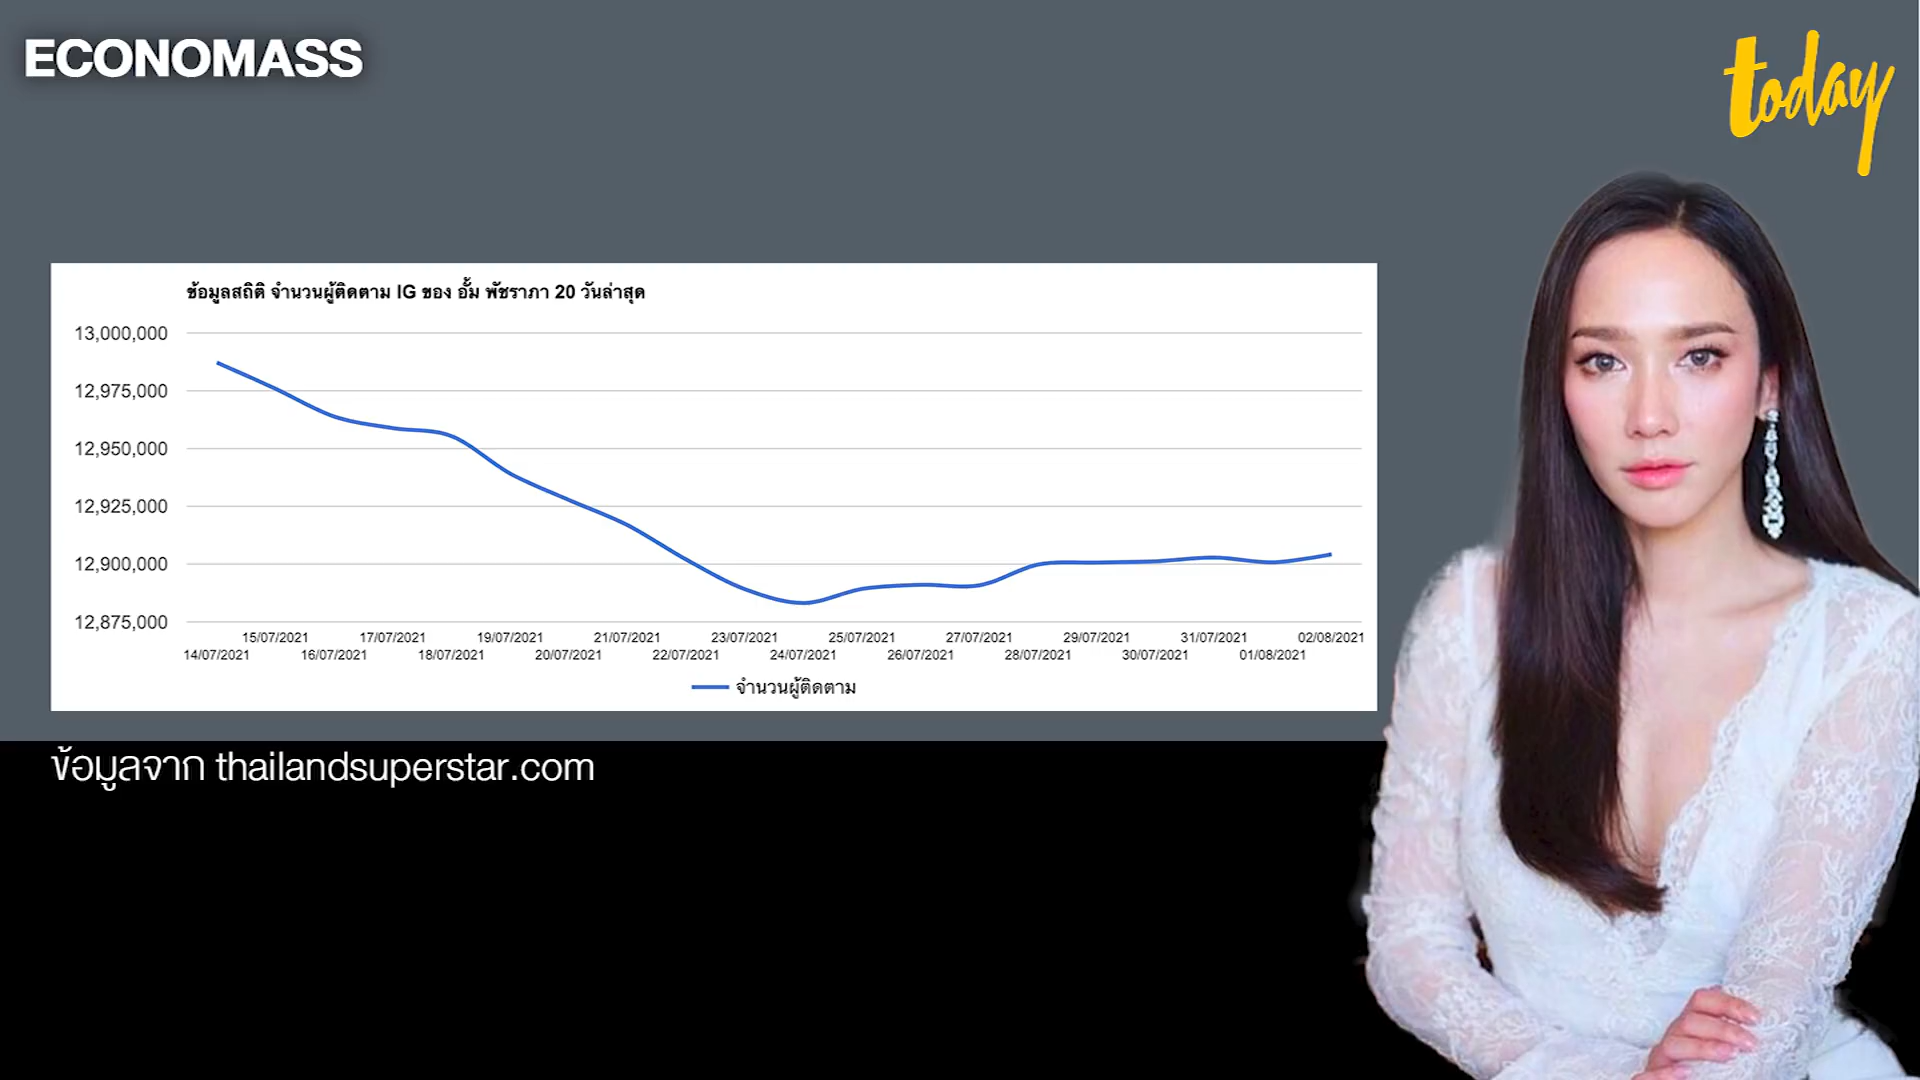 ECONOMASS
today
ข้อมูลสถิติ จำนวนผู้ติดตาม IG ของ อั้ม พัชราภา 20 วันล่าสุด
13,000,000
12,975,000
12,950,000
12,925,000
12,900,000
12,875,000
15/07/2021 17/07/2021 19/07/2021 21/07/2021 23/07/2021 25/07/2021 27/07/2021 29/07/2021 31/07/2021 02/08/2021
14/07/2021 16/07/2021 18/07/2021 20/07/2021 22/07/2021 24/07/2021 26/07/2021 28/07/2021 30/07/2021 01/08/2021
จำนวนผู้ติดตาม
ข้อมูลจาก thailandsuperstar.com